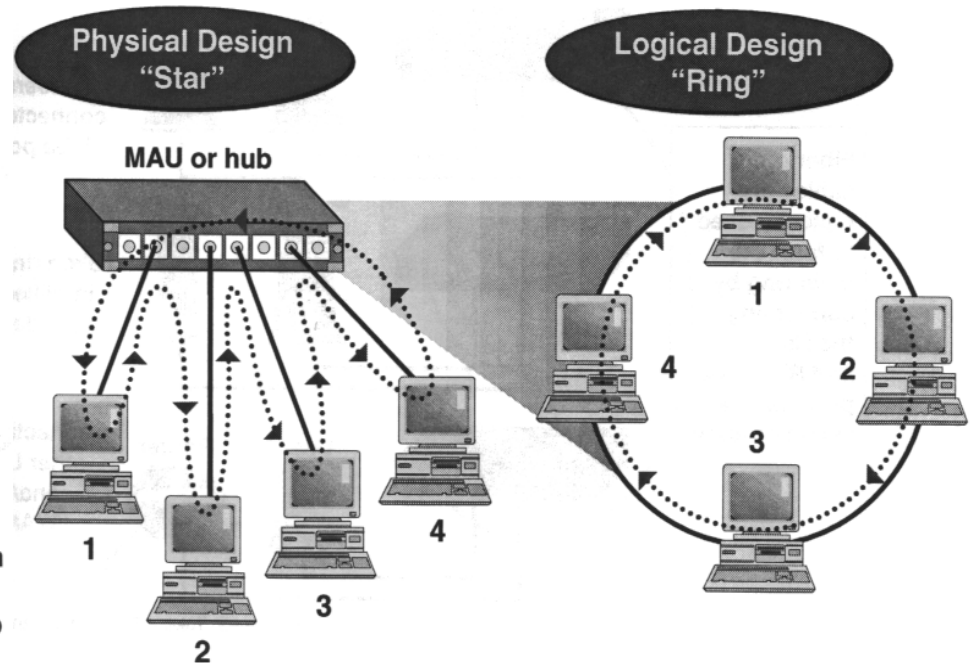 Physical Design
“Star”
Logical Design
“Ring”
MAU or hub
1
2
3
4
1
2
3
4